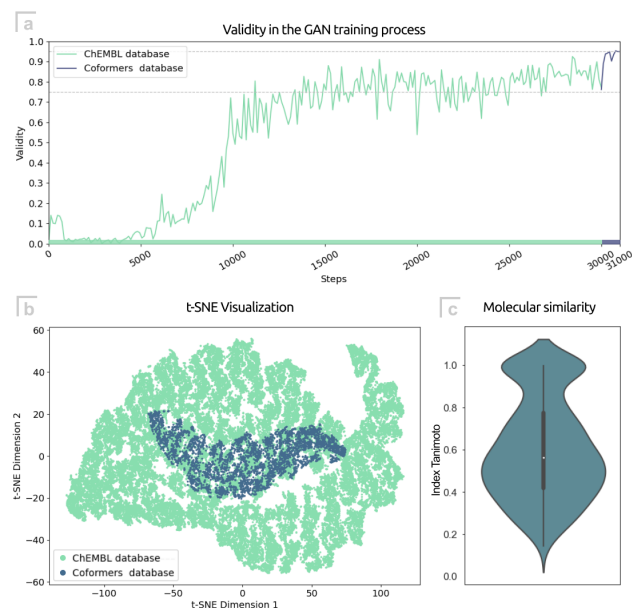 a
Validity in the GAN training process
ChEMBL database
Coformers database
1.0
0.9
0.8
0.7
0.6
0.5
0.4
0.3
0.2
0.1
0.0
Validity
0
5000
10000
15000
20000
25000
30000
31000
Steps
b
t-SNE Visualization
60
40
20
0
−20
−40
−60
t-SNE Dimension 2
ChEMBL database
Coformers database
−100
−50
0
50
100
t-SNE Dimension 1
c
Molecular similarity
1.0
0.8
0.6
0.4
0.2
0.0
Index Tanimoto